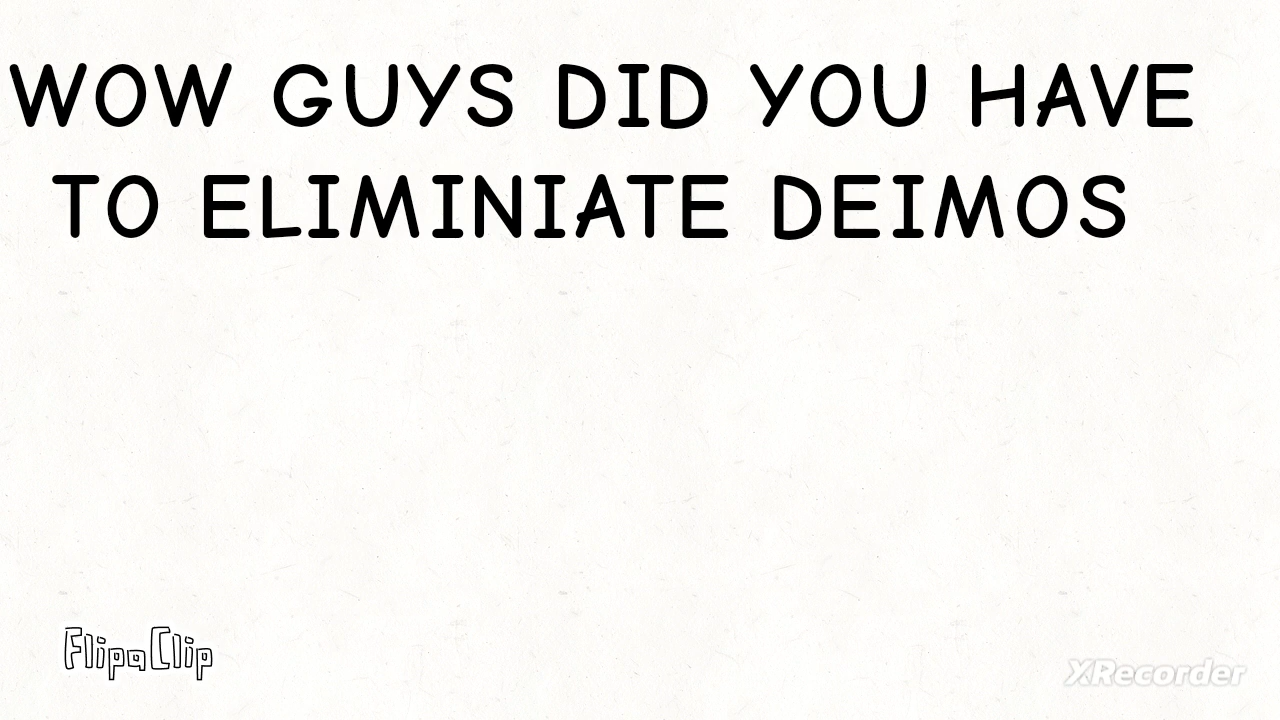 WOW GUYS DID YOU HAVE
TO ELIMINIATE DEIMOS
FlipaClip
XRecorder